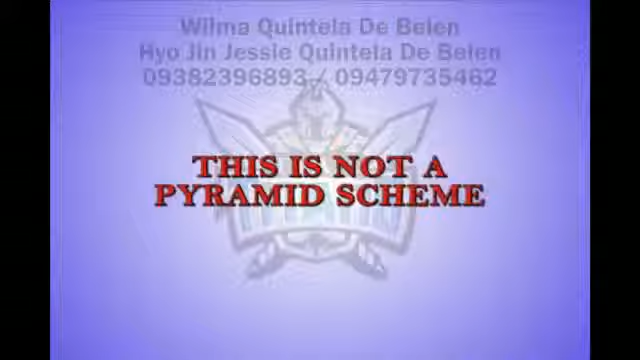 Wilma Quintela De Belen
Hyo Jin Jessie Quintela De Belen
09382396893 / 09479735462
THIS IS NOT A
PYRAMID SCHEME